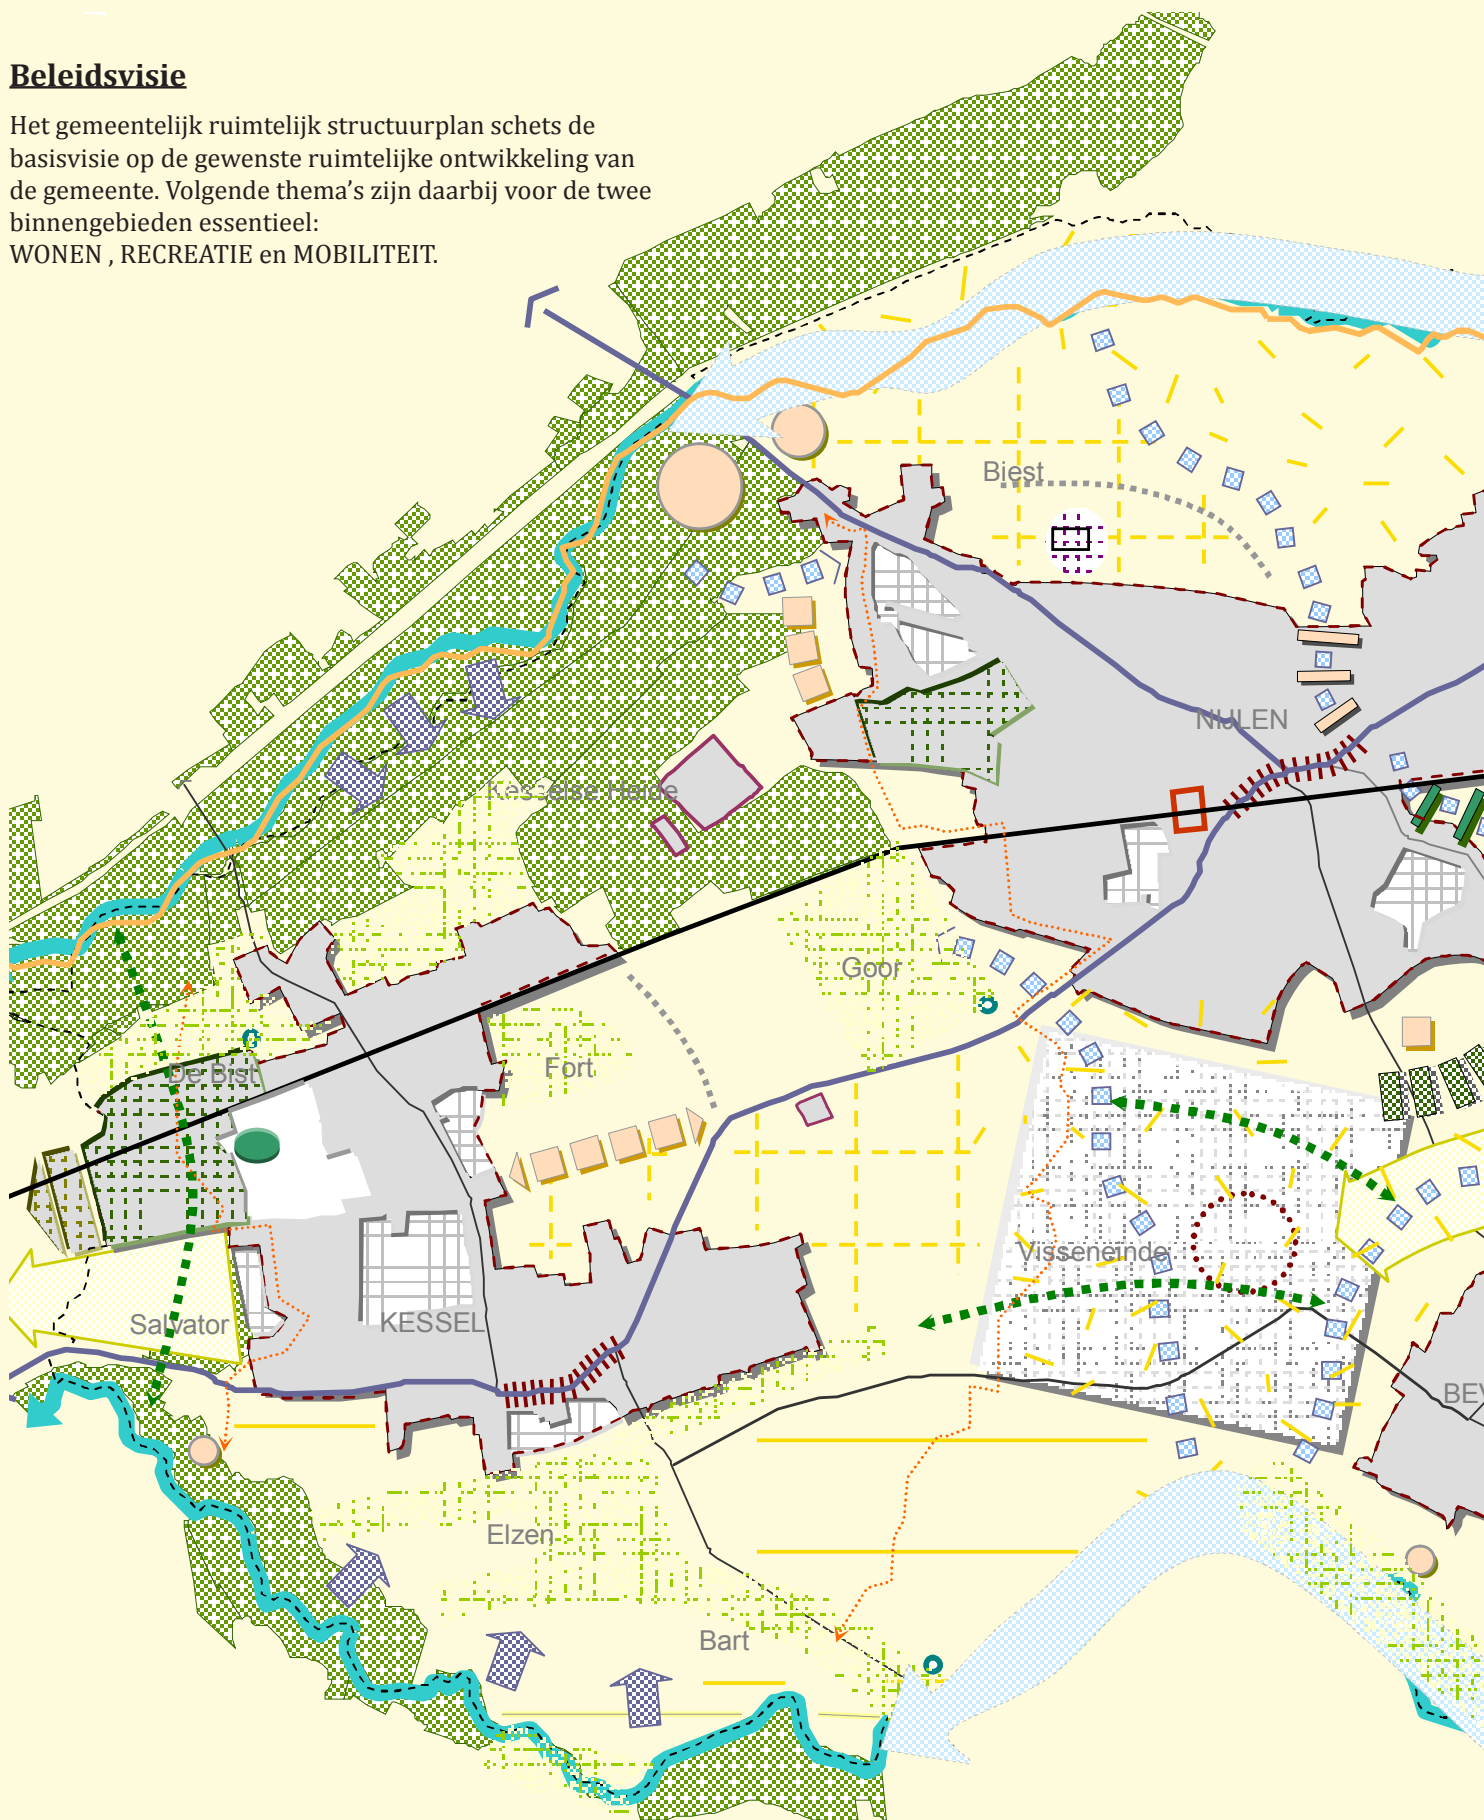 Beleidsvisie
Het gemeentelijk ruimtelijk structuurplan schets de
basisvisie op de gewenste ruimtelijke ontwikkeling van
de gemeente. Volgende thema's zijn daarbij voor de twee
binnengebieden essentieel:
WONEN , RECREATIE en MOBILITEIT.
Biest
NIJLEN
Kesselse Heide
Goor
Fort
De Bist
Visseneinde
Salvator
KESSEL
BEV
Elzen
Bart